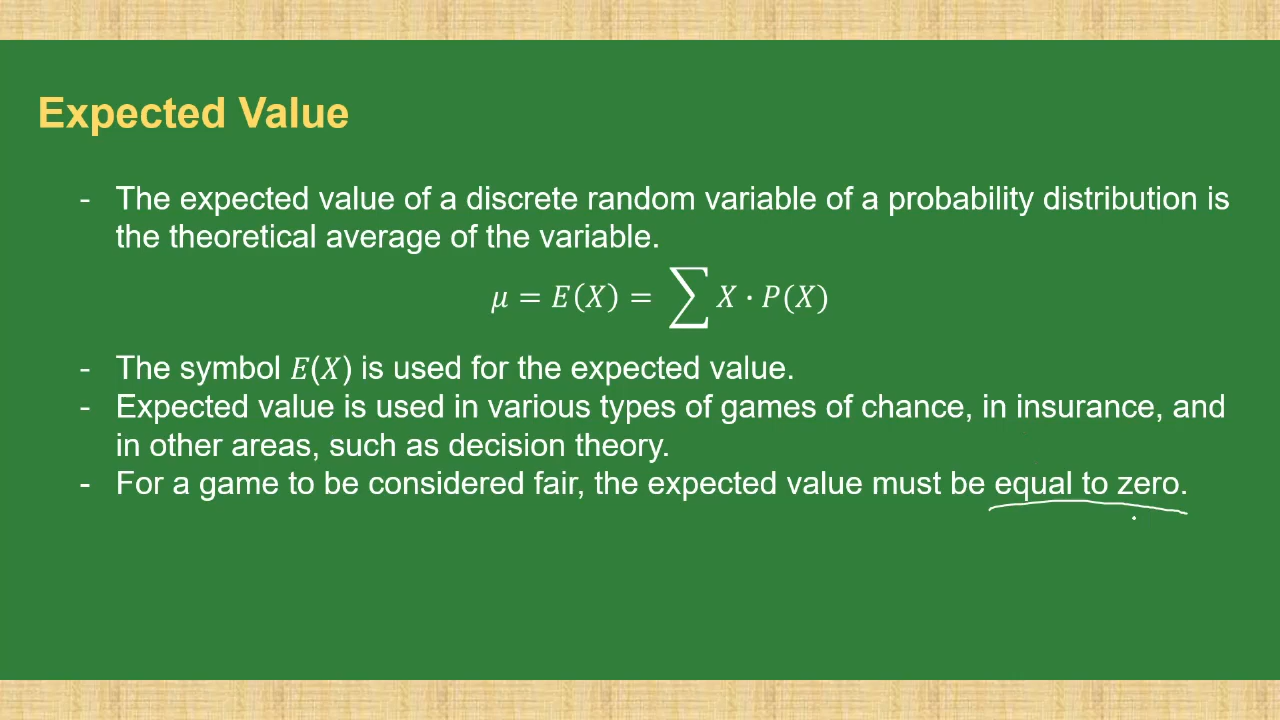 Expected Value
- The expected value of a discrete random variable of a probability distribution is
the theoretical average of the variable.
μ = E(X) = ∑ X · P(X)
- The symbol E(X) is used for the expected value.
- Expected value is used in various types of games of chance, in insurance, and
in other areas, such as decision theory.
- For a game to be considered fair, the expected value must be equal to zero.